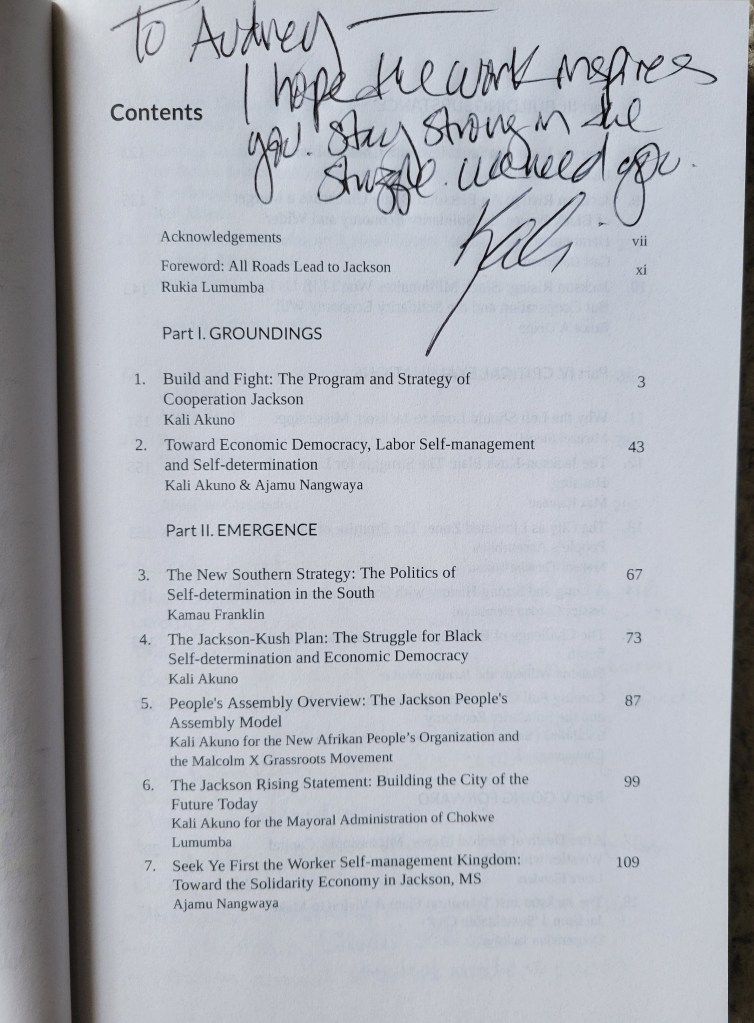 To Audrey —
I hope the work inspires
you. Stay strong in the
struggle. We need you.
Kali
Contents
Acknowledgements vii
Foreword: All Roads Lead to Jackson xi
Rukia Lumumba
Part I. GROUNDINGS
1. Build and Fight: The Program and Strategy of 3
Cooperation Jackson
Kali Akuno
2. Toward Economic Democracy, Labor Self-management 43
and Self-determination
Kali Akuno & Ajamu Nangwaya
Part II. EMERGENCE
3. The New Southern Strategy: The Politics of 67
Self-determination in the South
Kamau Franklin
4. The Jackson-Kush Plan: The Struggle for Black 73
Self-determination and Economic Democracy
Kali Akuno
5. People's Assembly Overview: The Jackson People's 87
Assembly Model
Kali Akuno for the New Afrikan People's Organization and
the Malcolm X Grassroots Movement
6. The Jackson Rising Statement: Building the City of the 99
Future Today
Kali Akuno for the Mayoral Administration of Chokwe
Lumumba
7. Seek Ye First the Worker Self-management Kingdom: 109
Toward the Solidarity Economy in Jackson, MS
Ajamu Nangwaya